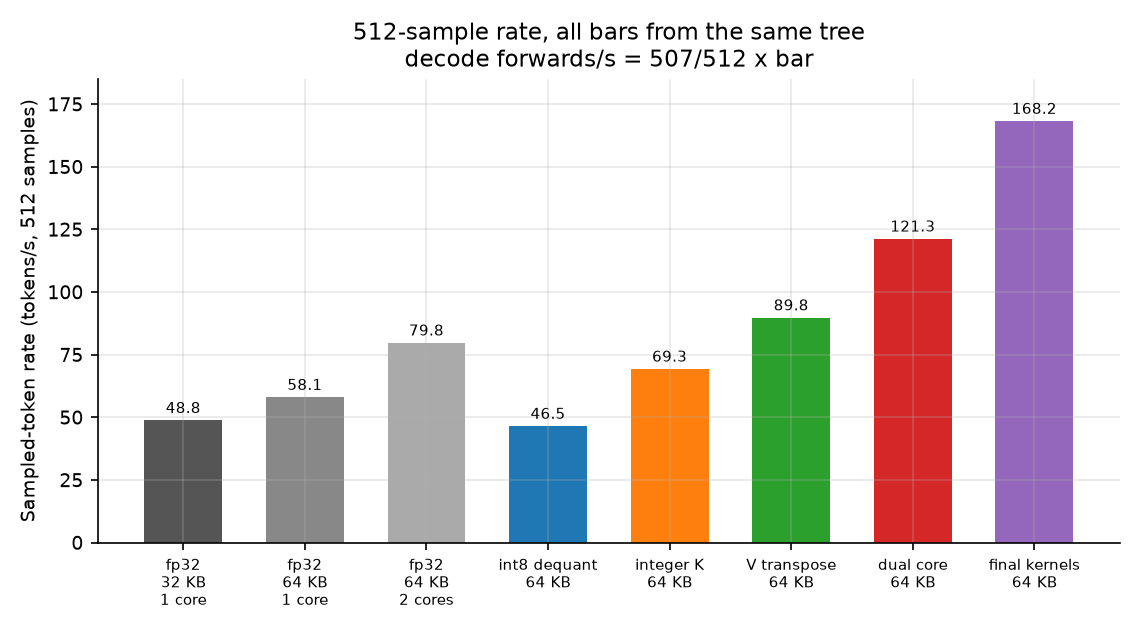 512-sample rate, all bars from the same tree
decode forwards/s = 507/512 x bar
Sampled-token rate (tokens/s, 512 samples)
175
150
125
100
75
50
25
0
48.8
58.1
79.8
46.5
69.3
89.8
121.3
168.2
fp32
32 KB
1 core
fp32
64 KB
1 core
fp32
64 KB
2 cores
int8 dequant
64 KB
integer K
64 KB
V transpose
64 KB
dual core
64 KB
final kernels
64 KB